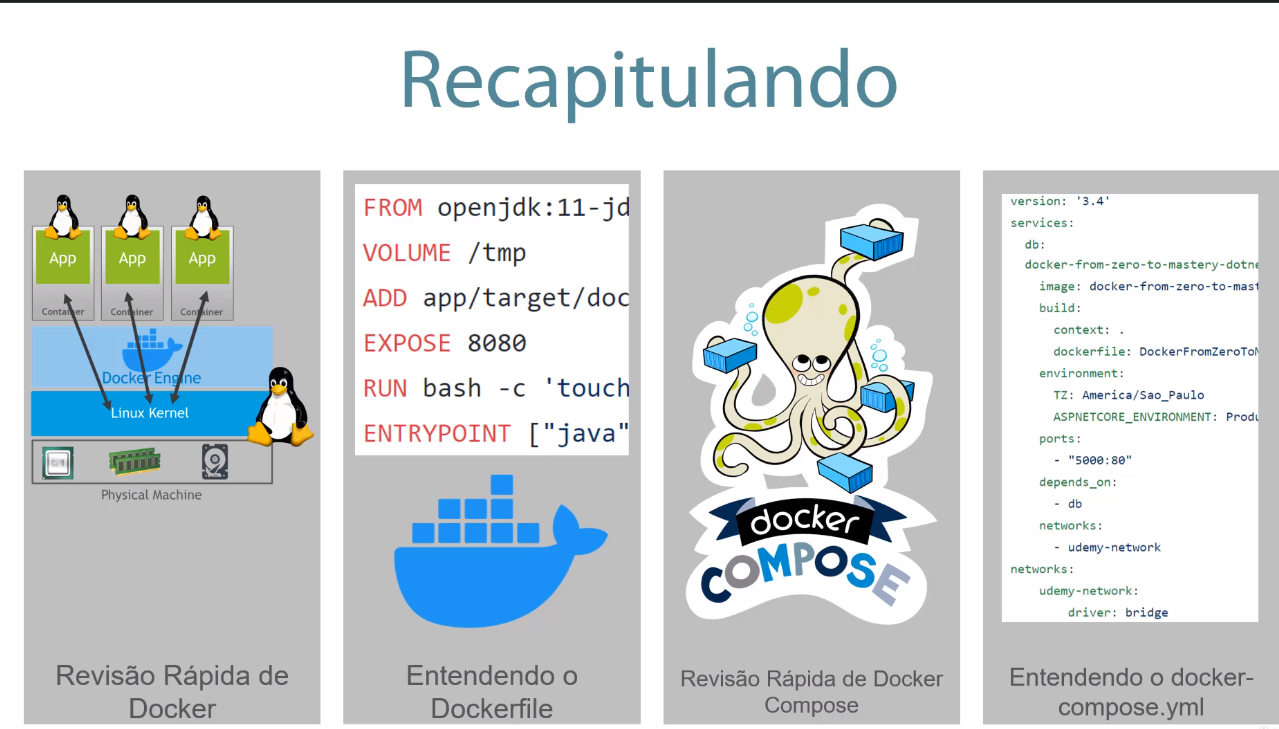 Recapitulando
App
App
App
Container
Container
Container
Docker Engine
Linux Kernel
Physical Machine
Revisão Rápida de
Docker
FROM openjdk:11-jd
VOLUME /tmp
ADD app/target/doc
EXPOSE 8080
RUN bash -c 'touch
ENTRYPOINT ["java"
Entendendo o
Dockerfile
docker
COMPOSE
Revisão Rápida de Docker
Compose
version: '3.4'
services:
db:
docker-from-zero-to-mastery-dotne
image: docker-from-zero-to-mast
build:
context: .
dockerfile: DockerFromZeroToM
environment:
TZ: America/Sao_Paulo
ASPNETCORE_ENVIRONMENT: Produ
ports:
- "5000:80"
depends_on:
- db
networks:
- udemy-network
networks:
udemy-network:
driver: bridge
Entendendo o docker-
compose.yml